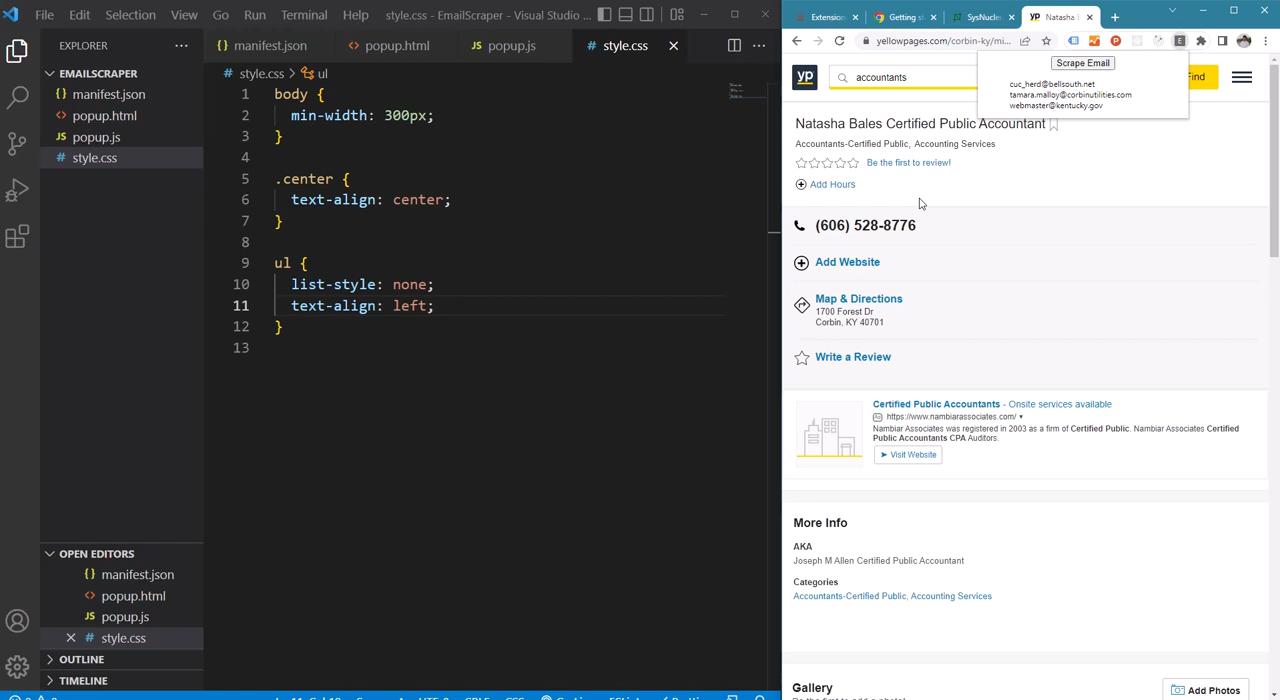 File Edit Selection View Go Run Terminal Help style.css - EmailScraper - Visual Studio ...
EXPLORER
EMAILSCRAPER
manifest.json
popup.html
JS popup.js
# style.css
OPEN EDITORS
{} manifest.json
<> popup.html
JS popup.js
# style.css
OUTLINE
TIMELINE
{} manifest.json <> popup.html JS popup.js # style.css
# style.css > ul
1 body {
2 min-width: 300px;
3 }
4
5 .center {
6 text-align: center;
7 }
8
9 ul {
10 list-style: none;
11 text-align: left;
12 }
13
Extension Getting st SysNucle Natasha B
yellowpages.com/corbin-ky/mi...
yp accountants Find
Scrape Email
cuc_herd@bellsouth.net
tamara.malloy@corbinutilities.com
webmaster@kentucky.gov
Natasha Bales Certified Public Accountant
Accountants-Certified Public, Accounting Services
Be the first to review!
Add Hours
(606) 528-8776
Add Website
Map & Directions
1700 Forest Dr
Corbin, KY 40701
Write a Review
Certified Public Accountants - Onsite services available
Ad https://www.nambiarassociates.com/
Nambiar Associates was registered in 2003 as a firm of Certified Public. Nambiar Associates Certified
Public Accountants CPA Auditors.
Visit Website
More Info
AKA
Joseph M Allen Certified Public Accountant
Categories
Accountants-Certified Public, Accounting Services
Gallery
Add Photos